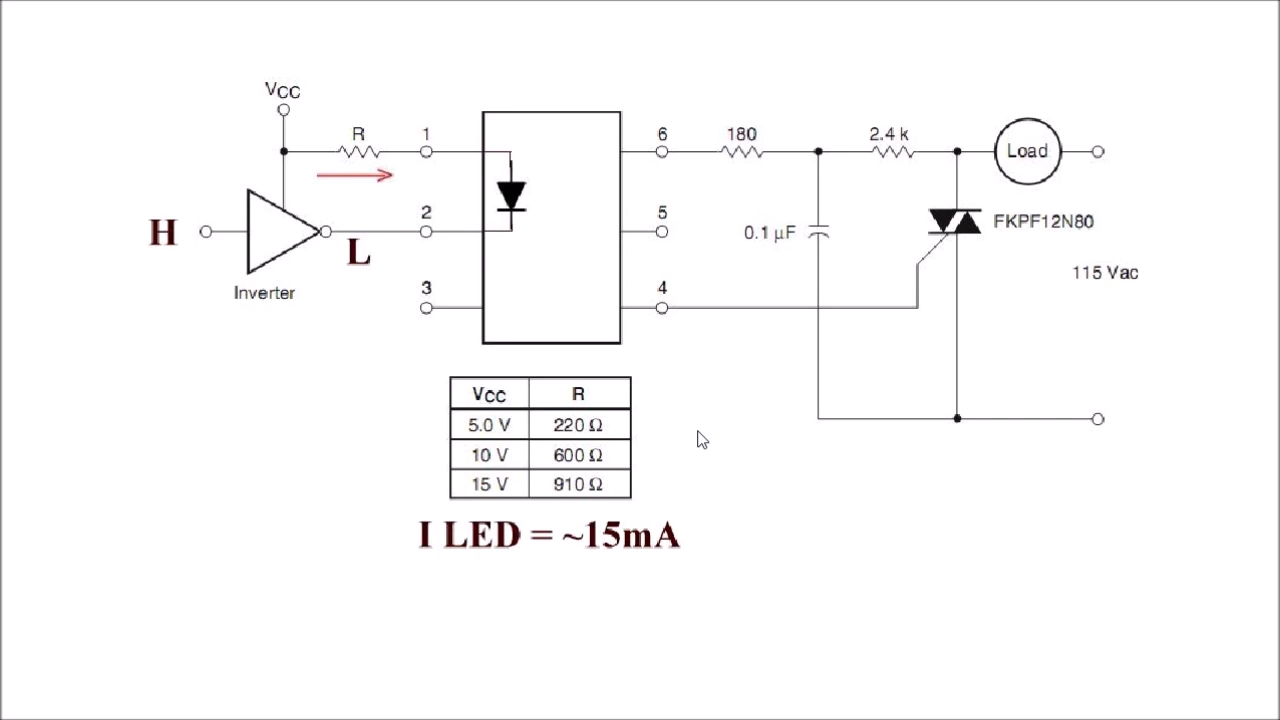 VCC
R
1
6
180
2.4 k
Load
H
2
5
0.1 µF
FKPF12N80
L
115 Vac
Inverter
3
4
VCC R
5.0 V 220 Ω
10 V 600 Ω
15 V 910 Ω
I LED = ~15mA